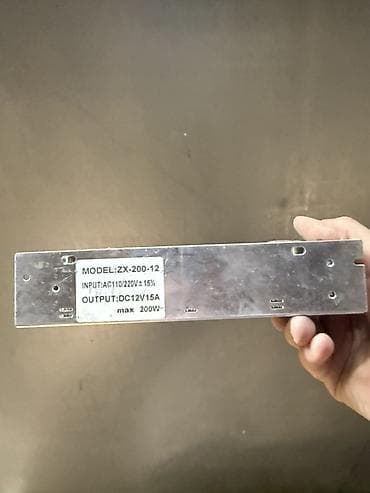 MODEL:ZX-200-12
INPUT:AC110/220V±15%
OUTPUT:DC12V15A
max 200W